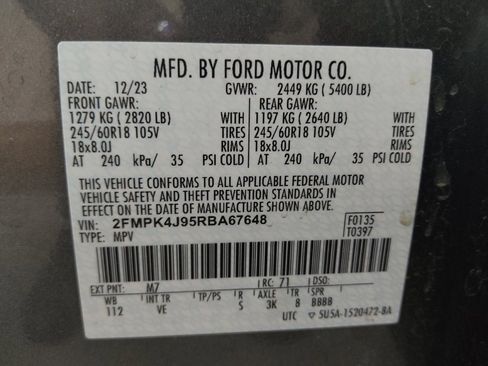 MFD. BY FORD MOTOR CO.
DATE: 12/23 GVWR: 2449 KG ( 5400 LB)
FRONT GAWR: REAR GAWR:
1279 KG ( 2820 LB) WITH 1197 KG ( 2640 LB) WITH
245/60R18 105V TIRES 245/60R18 105V TIRES
18x8.0J RIMS 18x8.0J RIMS
AT 240 kPa/ 35 PSI COLD AT 240 kPa/ 35 PSI COLD
THIS VEHICLE CONFORMS TO ALL APPLICABLE FEDERAL MOTOR
VEHICLE SAFETY AND THEFT PREVENTION STANDARDS IN
EFFECT ON THE DATE OF MANUFACTURE SHOWN ABOVE.
VIN: 2FMPK4J95RBA67648 F0135
TYPE: MPV T0397
EXT PNT: M7 RC: 71 DSO:
WB INT TR TP/PS R AXLE TR SPR
112 VE S 3K 8 8888
UTC ▽ 5U5A-1520472-BA